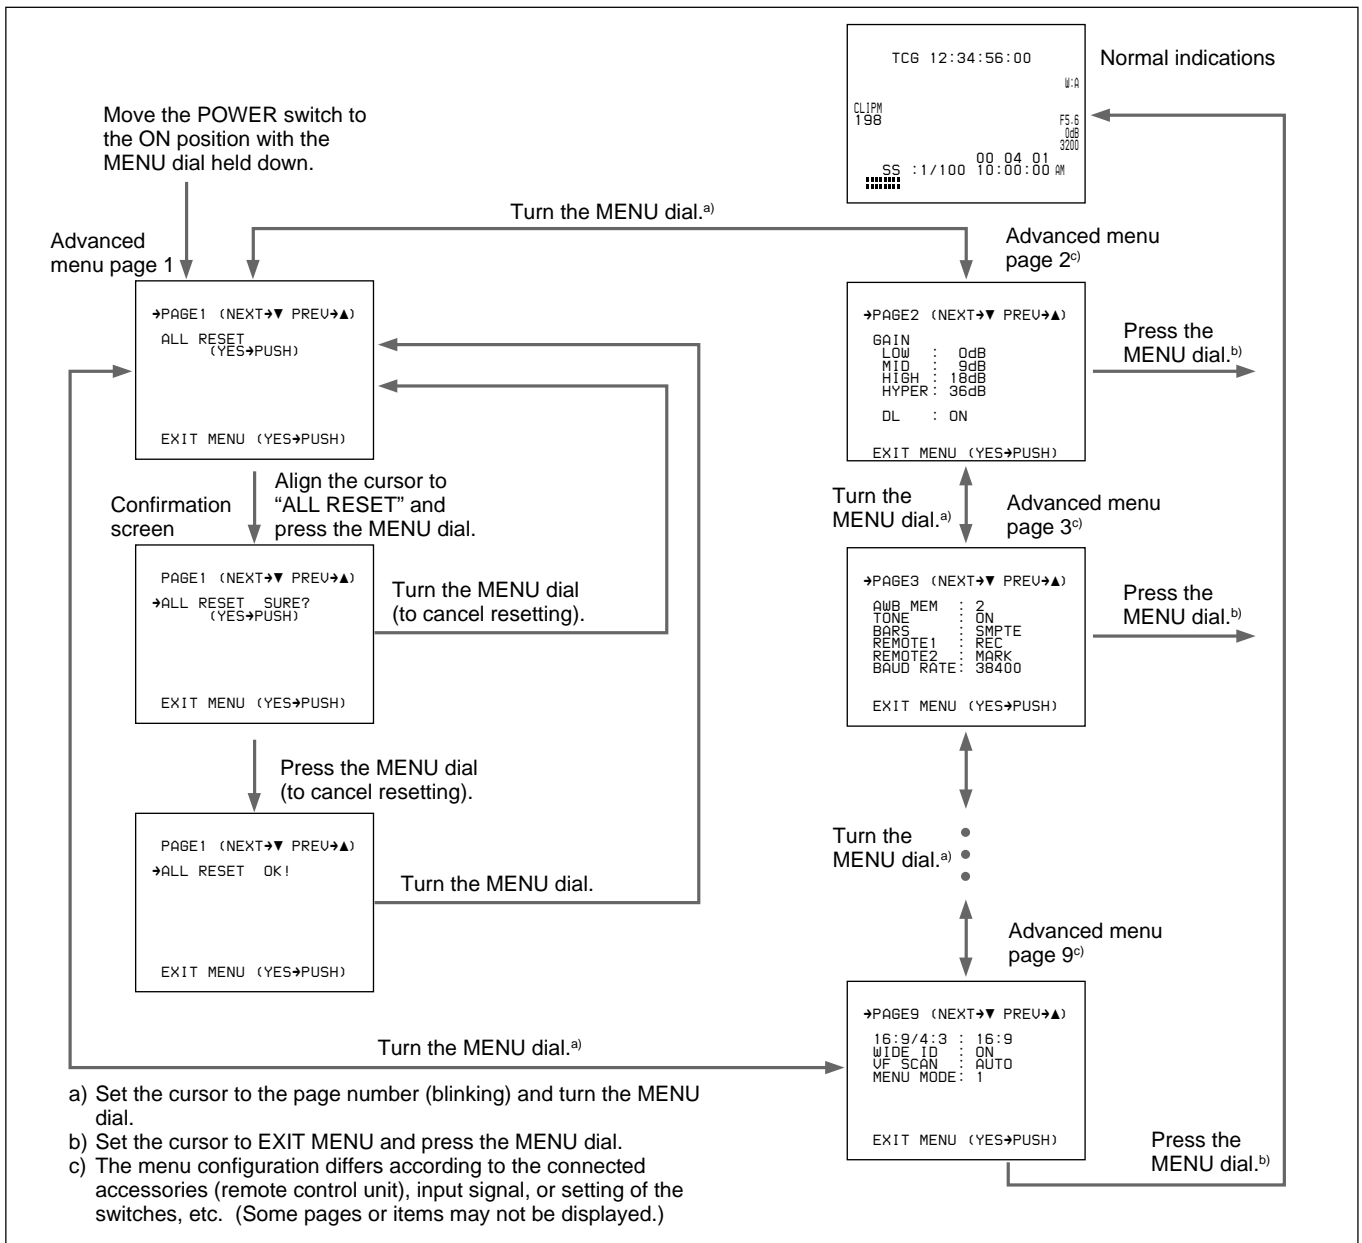 TCG 12:34:56:00
Normal indications
W:A
CLIPM
198
F5.6
0dB
3200
00 04 01
SS :1/100 10:00:00 AM
Move the POWER switch to
the ON position with the
MENU dial held down.
Turn the MENU dial.a)
Advanced
menu page 1
➔PAGE1 (NEXT➔▼ PREV➔▲)
ALL RESET
(YES➔PUSH)
EXIT MENU (YES➔PUSH)
Advanced menu
page 2c)
➔PAGE2 (NEXT➔▼ PREV➔▲)
GAIN
LOW : 0dB
MID : 9dB
HIGH : 18dB
HYPER: 36dB
DL : ON
EXIT MENU (YES➔PUSH)
Press the
MENU dial.b)
Confirmation
screen
Align the cursor to
“ALL RESET” and
press the MENU dial.
PAGE1 (NEXT➔▼ PREV➔▲)
➔ALL RESET SURE?
(YES➔PUSH)
EXIT MENU (YES➔PUSH)
Turn the MENU dial
(to cancel resetting).
Turn the
MENU dial.a)
Advanced menu
page 3c)
➔PAGE3 (NEXT➔▼ PREV➔▲)
AWB MEM : 2
TONE : ON
BARS : SMPTE
REMOTE1 : REC
REMOTE2 : MARK
BAUD RATE: 38400
EXIT MENU (YES➔PUSH)
Press the
MENU dial.b)
Press the MENU dial
(to cancel resetting).
PAGE1 (NEXT➔▼ PREV➔▲)
➔ALL RESET OK!
EXIT MENU (YES➔PUSH)
Turn the MENU dial.
Turn the
MENU dial.a)
Advanced menu
page 9c)
➔PAGE9 (NEXT➔▼ PREV➔▲)
16:9/4:3 : 16:9
WIDE ID : ON
VF SCAN : AUTO
MENU MODE: 1
EXIT MENU (YES➔PUSH)
Turn the MENU dial.a)
Press the
MENU dial.b)
a) Set the cursor to the page number (blinking) and turn the MENU
dial.
b) Set the cursor to EXIT MENU and press the MENU dial.
c) The menu configuration differs according to the connected
accessories (remote control unit), input signal, or setting of the
switches, etc. (Some pages or items may not be displayed.)